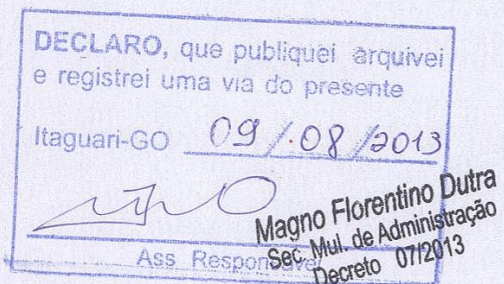 DECLARO, que publiquei arquivei
e registrei uma via do presente
Itaguari-GO 09/.08/2013
Magno Florentino Dutra
Sec. Mul. de Administração
Decreto 07/2013
Ass Responsável